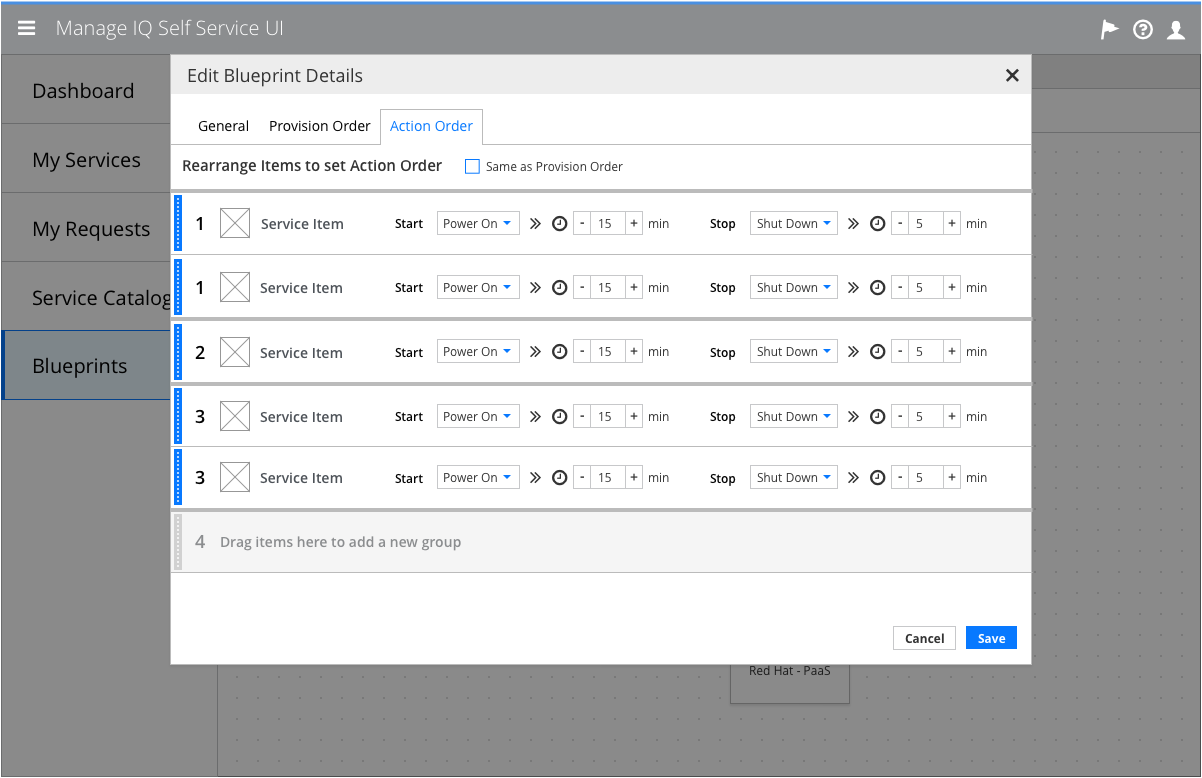 Manage IQ Self Service UI
Edit Blueprint Details
Dashboard
My Services
My Requests
Service Catalog
Blueprints
General Provision Order Action Order
Rearrange Items to set Action Order Same as Provision Order
1 Service Item Start Power On - 15 + min Stop Shut Down - 5 + min
1 Service Item Start Power On - 15 + min Stop Shut Down - 5 + min
2 Service Item Start Power On - 15 + min Stop Shut Down - 5 + min
3 Service Item Start Power On - 15 + min Stop Shut Down - 5 + min
3 Service Item Start Power On - 15 + min Stop Shut Down - 5 + min
4 Drag items here to add a new group
Cancel Save
Red Hat - PaaS